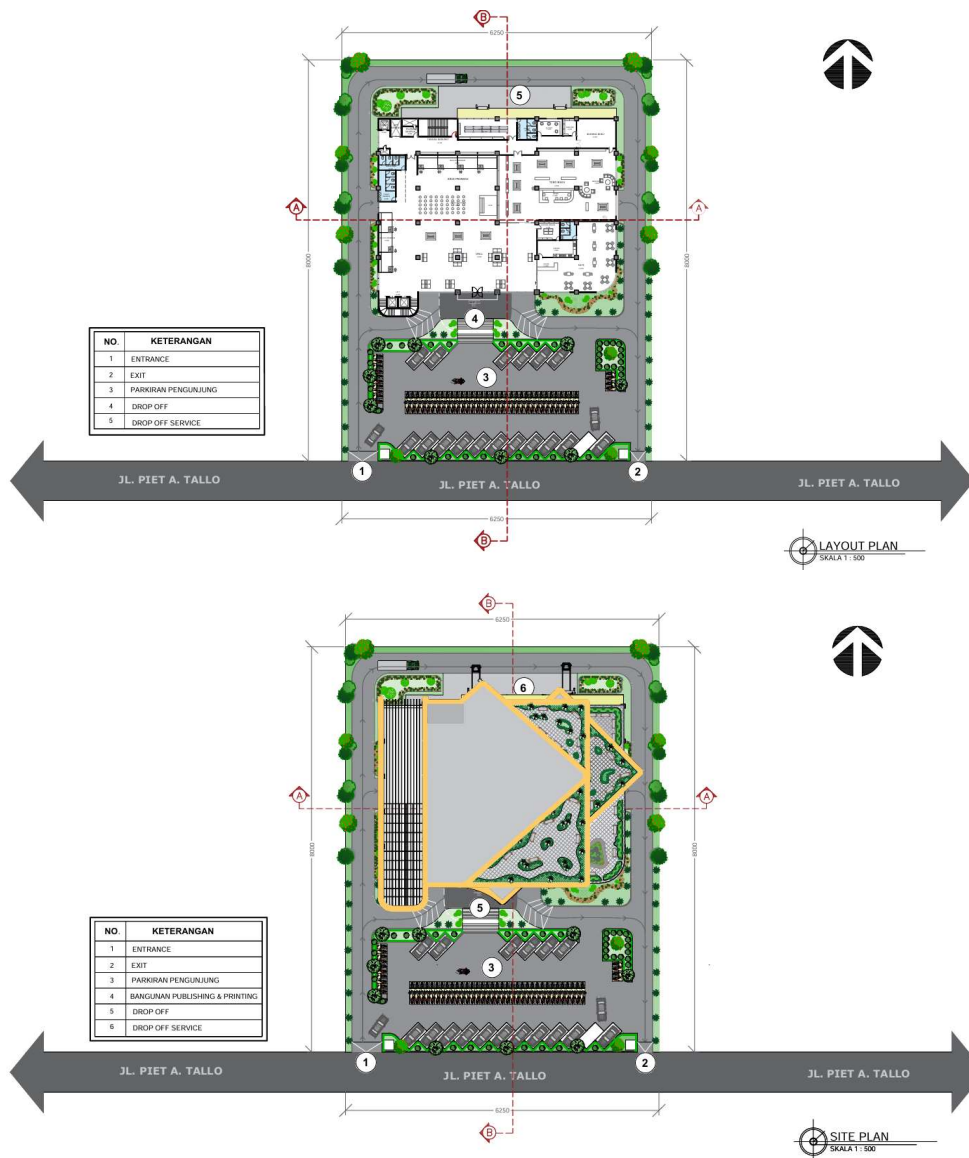 B
6250
5
A
A
8000
8000
4
NO. KETERANGAN
1 ENTRANCE
2 EXIT
3 PARKIRAN PENGUNJUNG
4 DROP OFF
5 DROP OFF SERVICE
3
1
2
JL. PIET A. TALLO
JL. PIET A. TALLO
JL. PIET A. TALLO
6250
B
LAYOUT PLAN
SKALA 1 : 500
B
6250
6
A
A
8000
8000
5
NO. KETERANGAN
1 ENTRANCE
2 EXIT
3 PARKIRAN PENGUNJUNG
4 BANGUNAN PUBLISHING & PRINTING
5 DROP OFF
6 DROP OFF SERVICE
3
1
2
JL. PIET A. TALLO
JL. PIET A. TALLO
JL. PIET A. TALLO
6250
B
SITE PLAN
SKALA 1 : 500